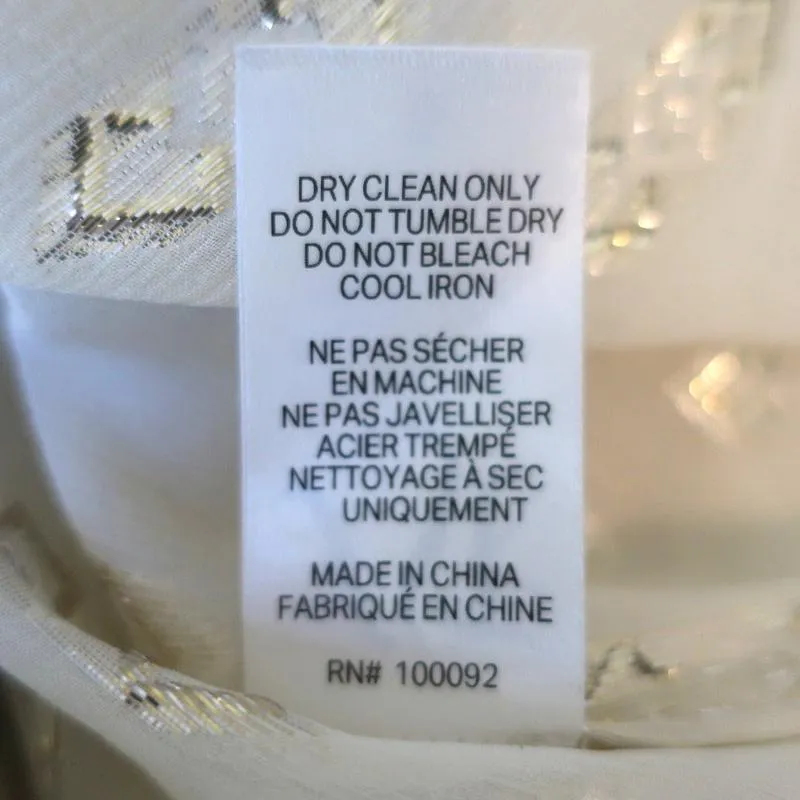 DRY CLEAN ONLY
DO NOT TUMBLE DRY
DO NOT BLEACH
COOL IRON
NE PAS SÉCHER
EN MACHINE
NE PAS JAVELLISER
ACIER TREMPÉ
NETTOYAGE À SEC
UNIQUEMENT
MADE IN CHINA
FABRIQUÉ EN CHINE
RN# 100092